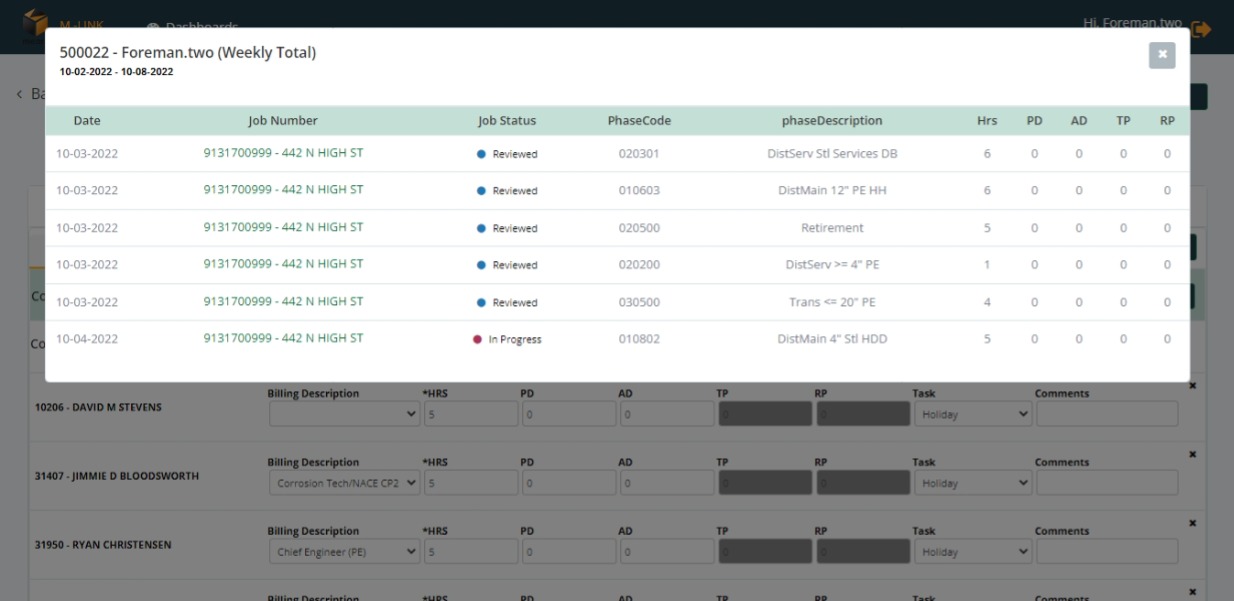 M -LINK Dashboards Hi, Foreman.two
500022 - Foreman.two (Weekly Total)
10-02-2022 - 10-08-2022
< Ba
Date Job Number Job Status PhaseCode phaseDescription Hrs PD AD TP RP
10-03-2022 9131700999 - 442 N HIGH ST Reviewed 020301 DistServ Stl Services DB 6 0 0 0 0
10-03-2022 9131700999 - 442 N HIGH ST Reviewed 010603 DistMain 12" PE HH 6 0 0 0 0
10-03-2022 9131700999 - 442 N HIGH ST Reviewed 020500 Retirement 5 0 0 0 0
10-03-2022 9131700999 - 442 N HIGH ST Reviewed 020200 DistServ >= 4" PE 1 0 0 0 0
Co
10-03-2022 9131700999 - 442 N HIGH ST Reviewed 030500 Trans <= 20" PE 4 0 0 0 0
Co 10-04-2022 9131700999 - 442 N HIGH ST In Progress 010802 DistMain 4" Stl HDD 5 0 0 0 0
Billing Description *HRS PD AD TP RP Task Comments
10206 - DAVID M STEVENS
5 0 0 0 0 Holiday
Billing Description *HRS PD AD TP RP Task Comments
31407 - JIMMIE D BLOODSWORTH
Corrosion Tech/NACE CP2 5 0 0 0 0 Holiday
Billing Description *HRS PD AD TP RP Task Comments
31950 - RYAN CHRISTENSEN
Chief Engineer (PE) 5 0 0 0 0 Holiday
Billing Description *HRS PD AD TP RP Task Comments